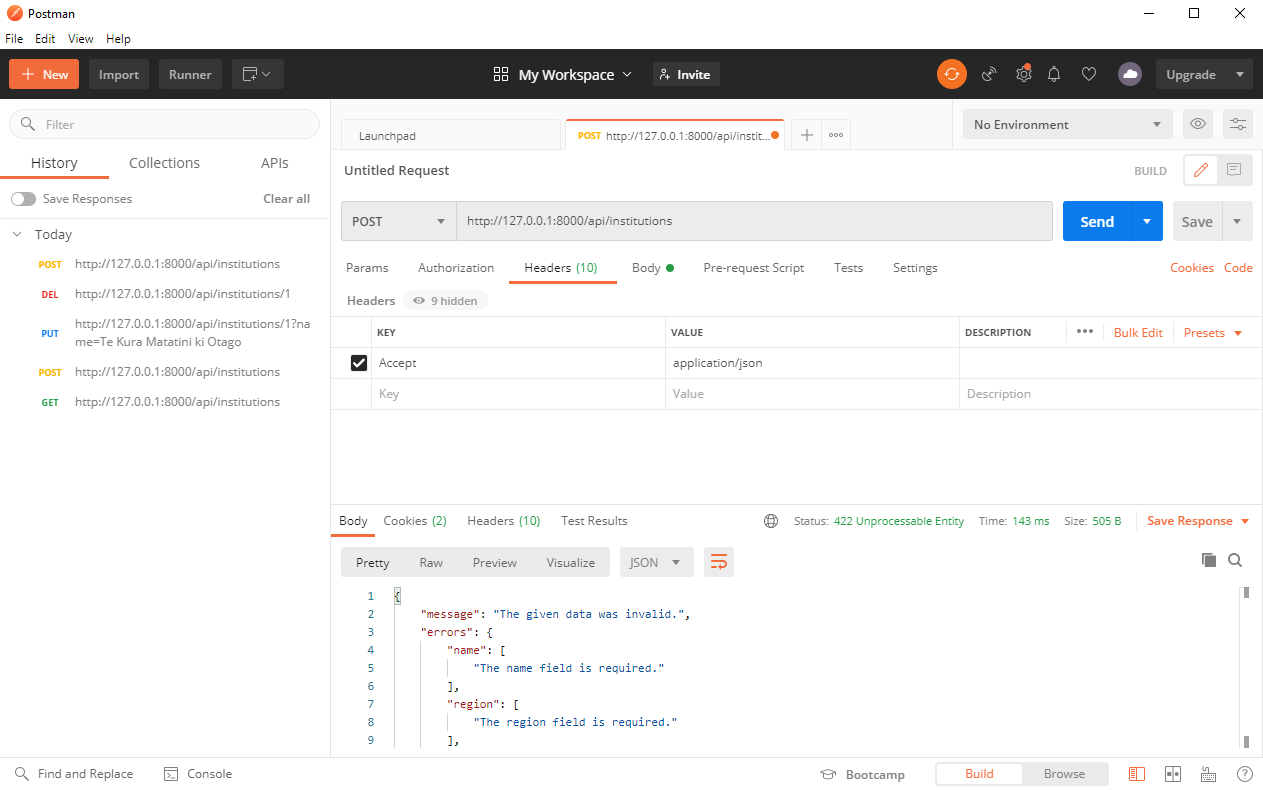 Postman
File Edit View Help
New Import Runner My Workspace Invite Upgrade
Filter
History Collections APIs
Save Responses Clear all
Today
POST http://127.0.0.1:8000/api/institutions
DEL http://127.0.0.1:8000/api/institutions/1
PUT http://127.0.0.1:8000/api/institutions/1?na
me=Te Kura Matatini ki Otago
POST http://127.0.0.1:8000/api/institutions
GET http://127.0.0.1:8000/api/institutions
Launchpad POST http://127.0.0.1:8000/api/instit... No Environment
Untitled Request BUILD
POST http://127.0.0.1:8000/api/institutions Send Save
Params Authorization Headers (10) Body Pre-request Script Tests Settings Cookies Code
Headers 9 hidden
KEY VALUE DESCRIPTION Bulk Edit Presets
Accept application/json
Key Value Description
Body Cookies (2) Headers (10) Test Results Status: 422 Unprocessable Entity Time: 143 ms Size: 505 B Save Response
Pretty Raw Preview Visualize JSON
1 {
2 "message": "The given data was invalid.",
3 "errors": {
4 "name": [
5 "The name field is required."
6 ],
7 "region": [
8 "The region field is required."
9 ],
Find and Replace Console Bootcamp Build Browse